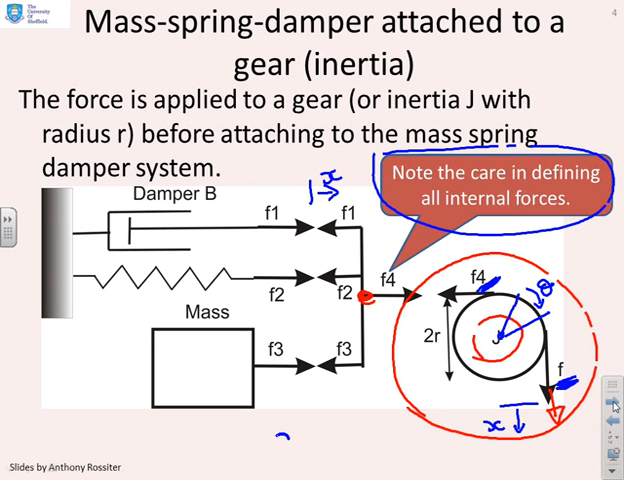 The
University
Of
Sheffield.
4
Mass-spring-damper attached to a
gear (inertia)
The force is applied to a gear (or inertia J with
radius r) before attaching to the mass spring
damper system.
Note the care in defining
all internal forces.
Damper B
x
f1
f1
f4
f4
θ
f2
f2
Mass
2r
J
f3
f3
f
x
Slides by Anthony Rossiter